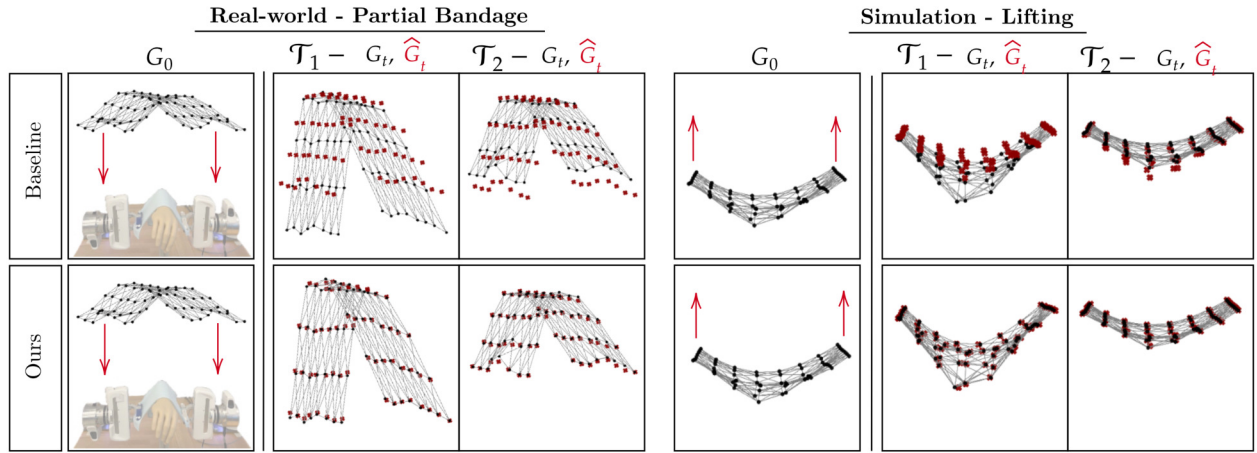 Real-world - Partial Bandage
Simulation - Lifting
G₀
𝒯₁ − Gₜ, Ĝₜ
𝒯₂ − Gₜ, Ĝₜ
G₀
𝒯₁ − Gₜ, Ĝₜ
𝒯₂ − Gₜ, Ĝₜ
Baseline
Ours